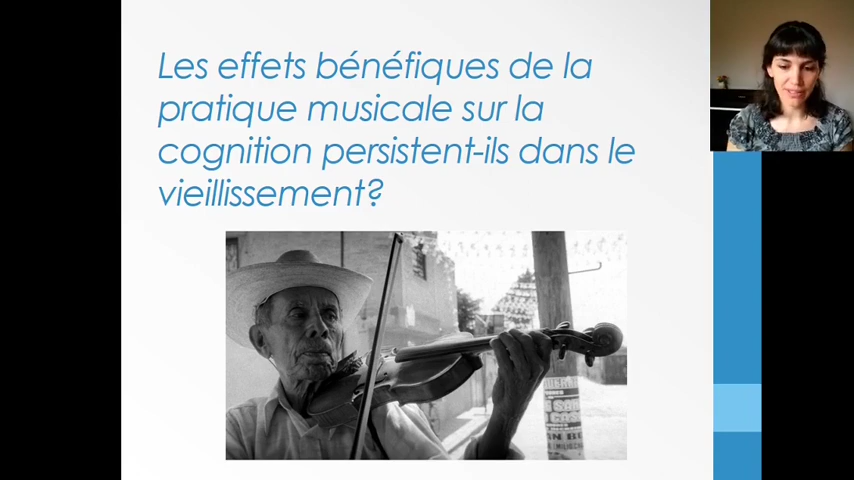 Les effets bénéfiques de la
pratique musicale sur la
cognition persistent-ils dans le
vieillissement?